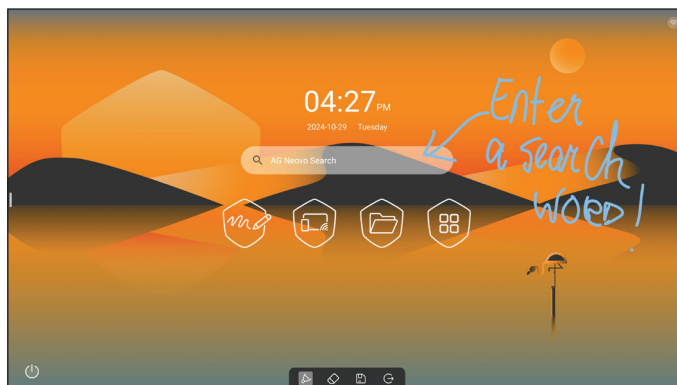 04:27PM
2024-10-29 Tuesday
AG Neovo Search
Enter
a search
WORD!